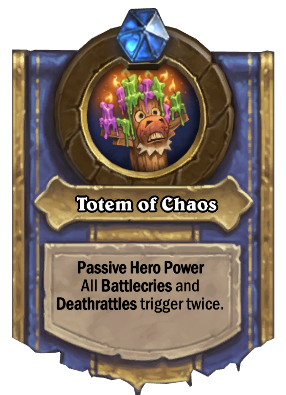 Totem of Chaos
Passive Hero Power
All Battlecries and
Deathrattles trigger twice.